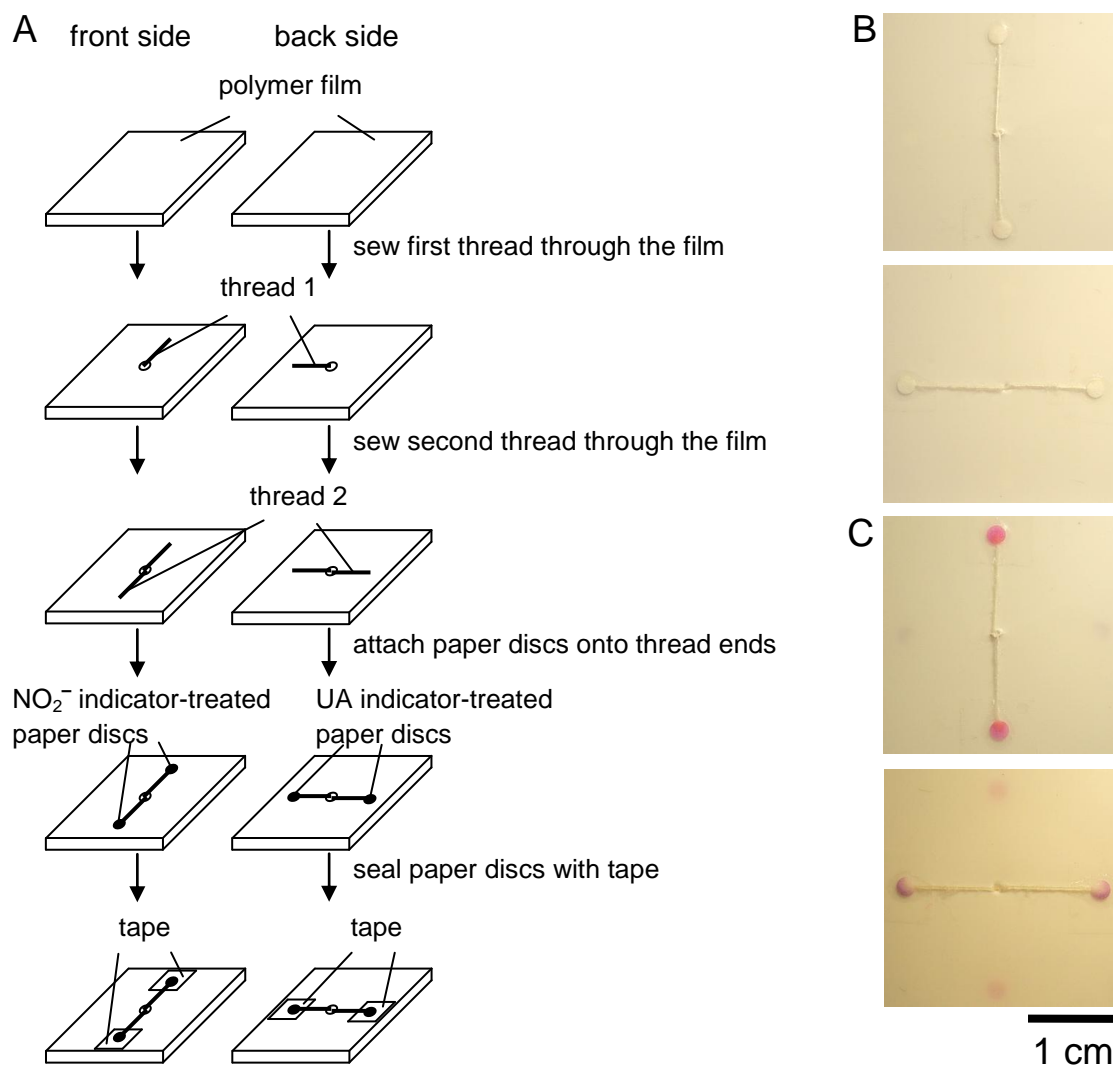 A
front side
back side
polymer film
sew first thread through the film
thread 1
sew second thread through the film
thread 2
attach paper discs onto thread ends
NO₂⁻ indicator-treated
paper discs
UA indicator-treated
paper discs
seal paper discs with tape
tape
tape
B
C
1 cm